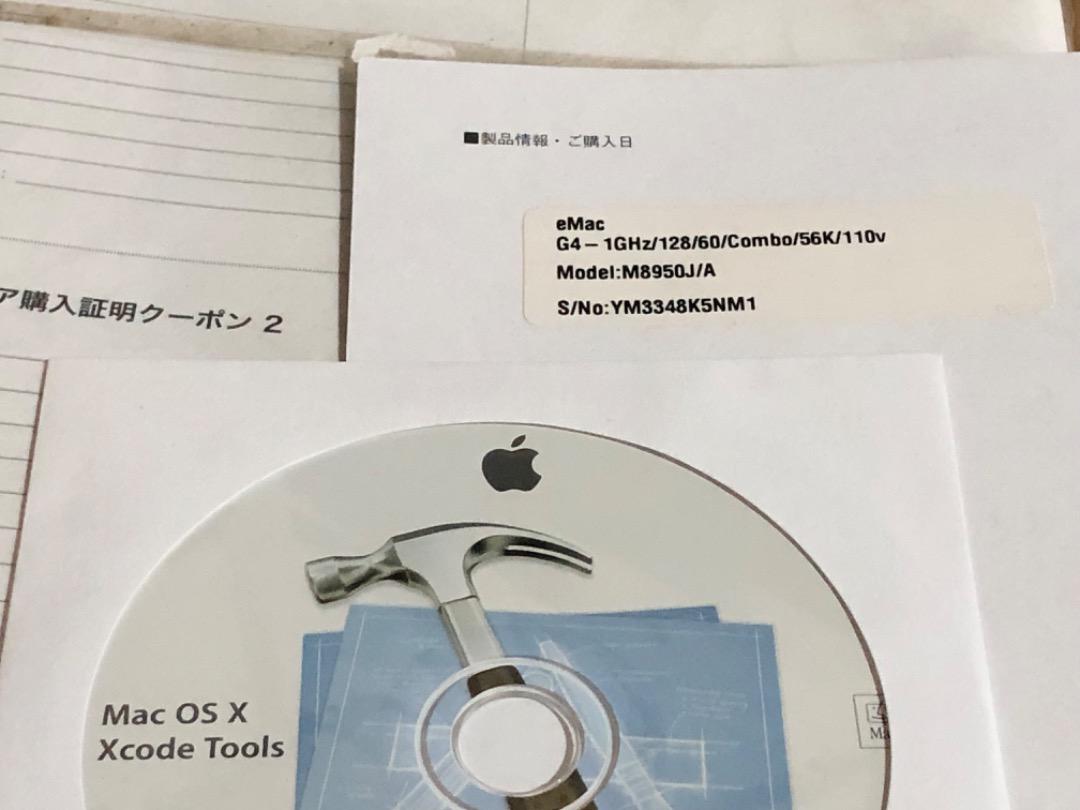 ■製品情報・ご購入日
eMac
G4 – 1GHz/128/60/Combo/56K/110v
Model:M8950J/A
S/No:YM3348K5NM1
ア購入証明クーポン 2
Mac OS X
Xcode Tools